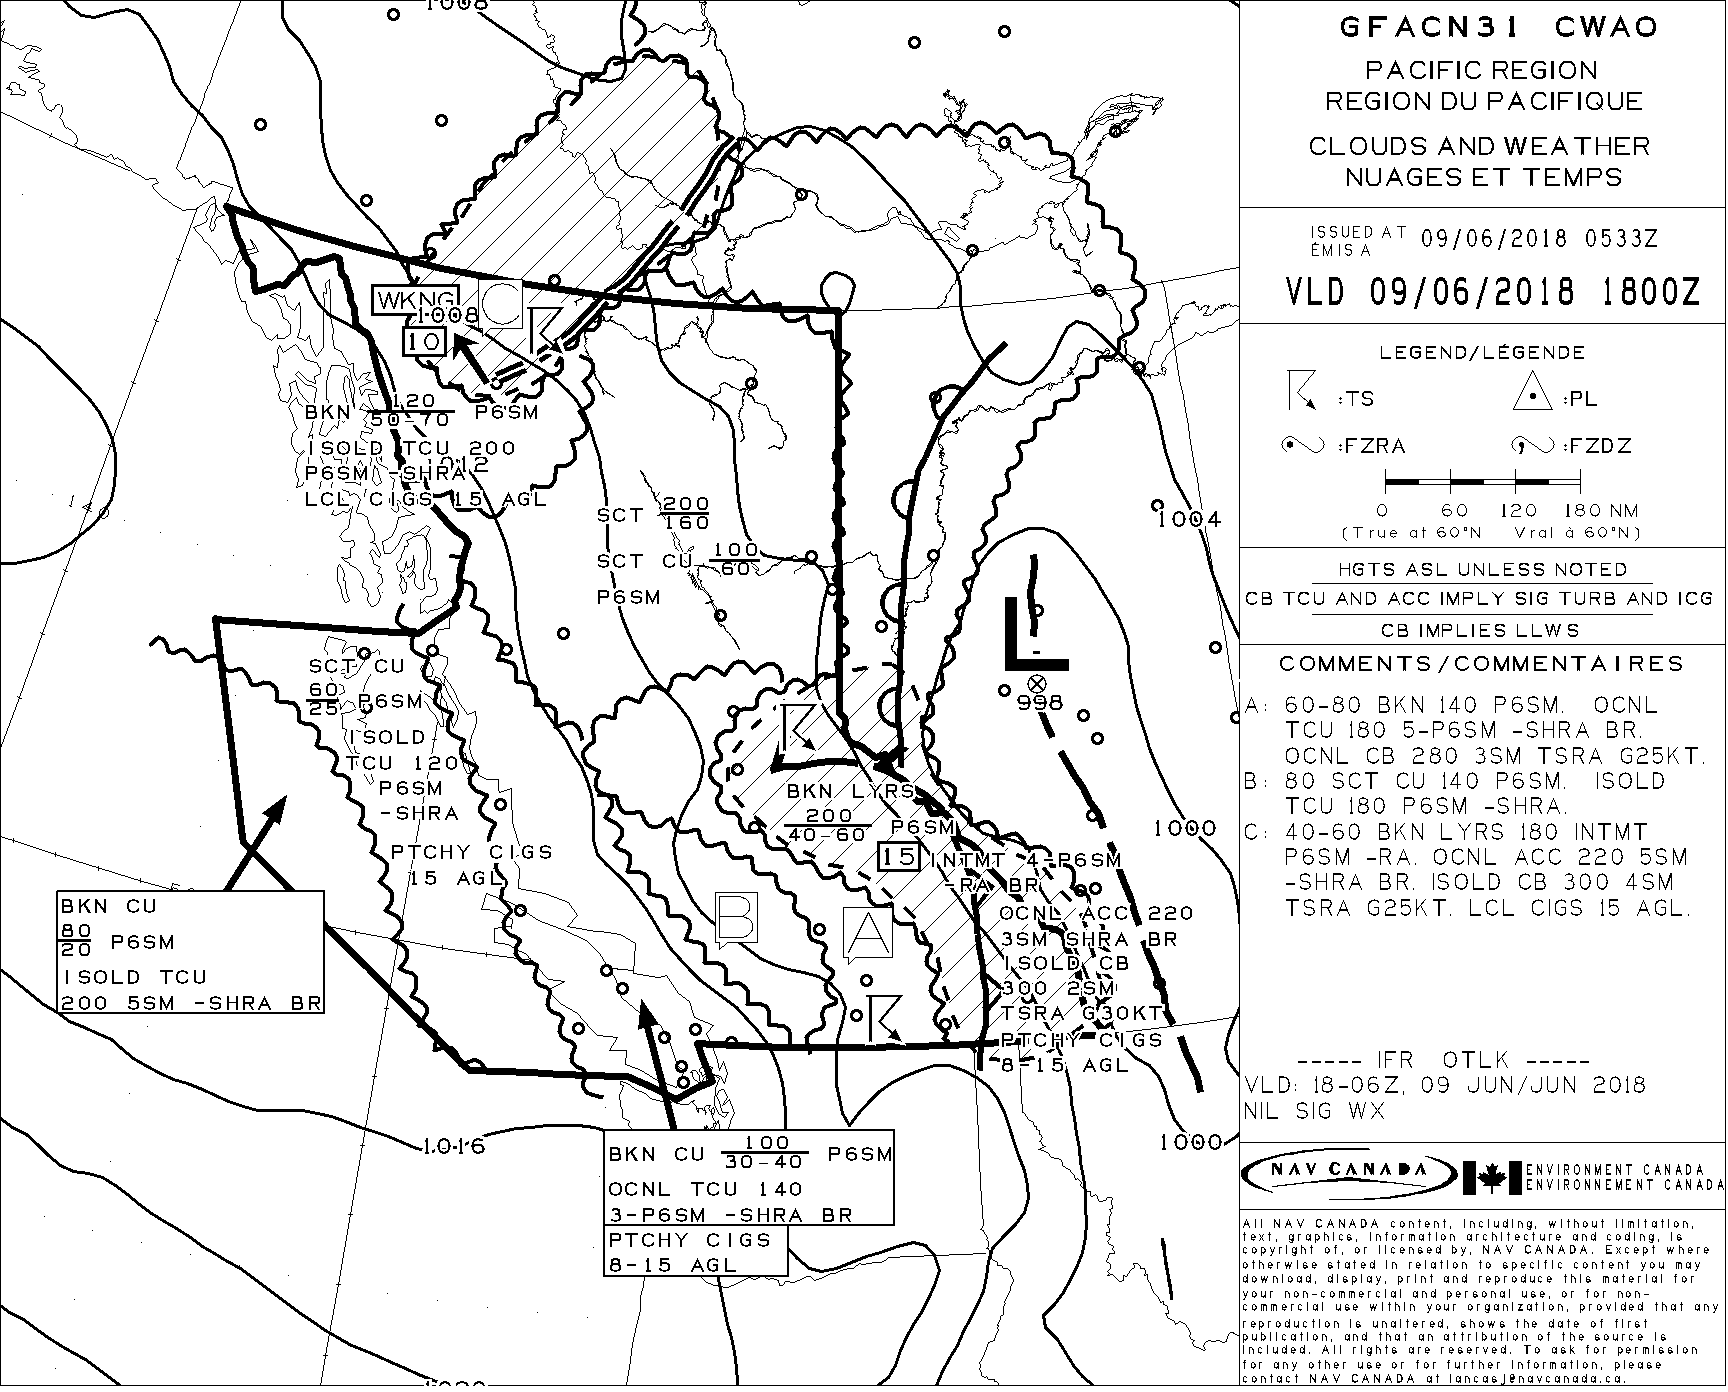 1008
WKNG
C
1008
10
BKN 120 P6SM
50-70
ISOLD TCU 200
1012
P6SM -SHRA
LCL CIGS 15 AGL
SCT 200
160
SCT CU 100
60
P6SM
1004
L
998
SCT CU
60 P6SM
25
ISOLD
TCU 120
P6SM
-SHRA
PTCHY CIGS
15 AGL
BKN LYRS
200 P6SM
40-60
15
INTMT 4-P6SM
-RA BR
OCNL ACC 220
3SM SHRA BR
ISOLD CB
300 2SM
TSRA G30KT
PTCHY CIGS
8-15 AGL
1000
B
A
BKN CU
80 P6SM
20
ISOLD TCU
200 5SM -SHRA BR
1016
1000
BKN CU 100 P6SM
30-40
OCNL TCU 140
3-P6SM -SHRA BR
PTCHY CIGS
8-15 AGL
GFACN31 CWAO
PACIFIC REGION
REGION DU PACIFIQUE
CLOUDS AND WEATHER
NUAGES ET TEMPS
ISSUED AT 09/06/2018 0533Z
ÉMIS A
VLD 09/06/2018 1800Z
LEGEND/LÉGENDE
:TS :PL
:FZRA :FZDZ
0 60 120 180 NM
(True at 60°N Vrai à 60°N)
HGTS ASL UNLESS NOTED
CB TCU AND ACC IMPLY SIG TURB AND ICG
CB IMPLIES LLWS
COMMENTS/COMMENTAIRES
A: 60-80 BKN 140 P6SM. OCNL
TCU 180 5-P6SM -SHRA BR.
OCNL CB 280 3SM TSRA G25KT.
B: 80 SCT CU 140 P6SM. ISOLD
TCU 180 P6SM -SHRA.
C: 40-60 BKN LYRS 180 INTMT
P6SM -RA. OCNL ACC 220 5SM
-SHRA BR. ISOLD CB 300 4SM
TSRA G25KT. LCL CIGS 15 AGL.
----- IFR OTLK -----
VLD: 18-06Z, 09 JUN/JUN 2018
NIL SIG WX
NAV CANADA
ENVIRONMENT CANADA
ENVIRONNEMENT CANADA
All NAV CANADA content, including, without limitation,
text, graphics, information architecture and coding, is
copyright of, or licensed by, NAV CANADA. Except where
otherwise stated in relation to specific content you may
download, display, print and reproduce this material for
your non-commercial and personal use, or for non-
commercial use within your organization, provided that any
reproduction is unaltered, shows the date of first
publication, and that an attribution of the source is
included. All rights are reserved. To ask for permission
for any other use or for further information, please
contact NAV CANADA at lancasj@navcanada.ca.